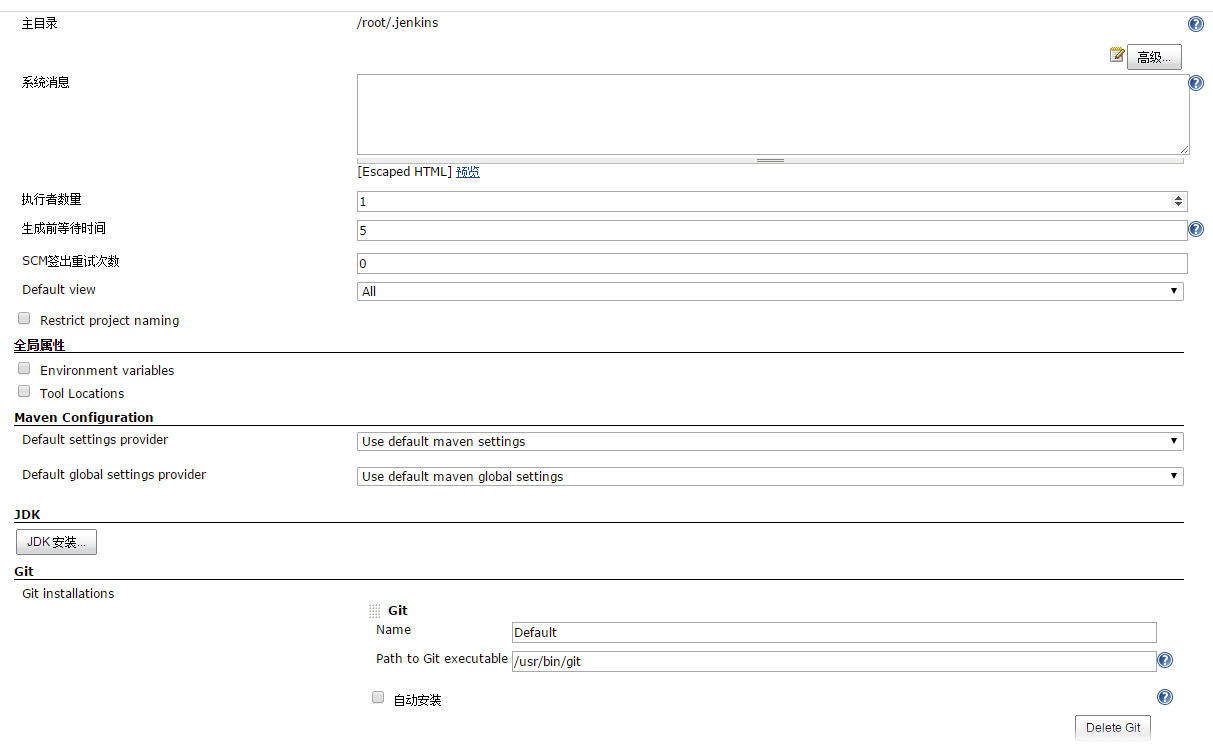 主目录 /root/.jenkins
高级...
系统消息
[Escaped HTML] 预览
执行者数量 1
生成前等待时间 5
SCM签出重试次数 0
Default view All
Restrict project naming
全局属性
Environment variables
Tool Locations
Maven Configuration
Default settings provider Use default maven settings
Default global settings provider Use default maven global settings
JDK
JDK 安装...
Git
Git installations
Git
Name Default
Path to Git executable /usr/bin/git
自动安装
Delete Git